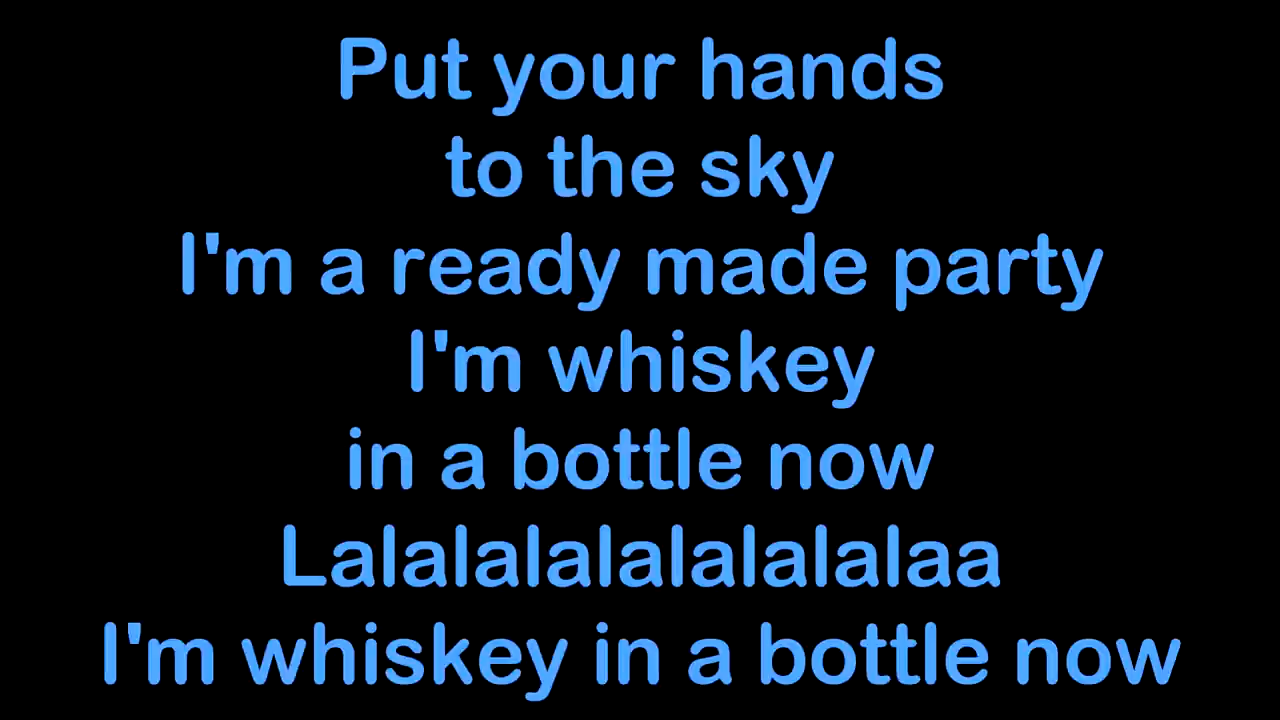 Put your hands
to the sky
I'm a ready made party
I'm whiskey
in a bottle now
Lalalalalalalalalalaa
I'm whiskey in a bottle now